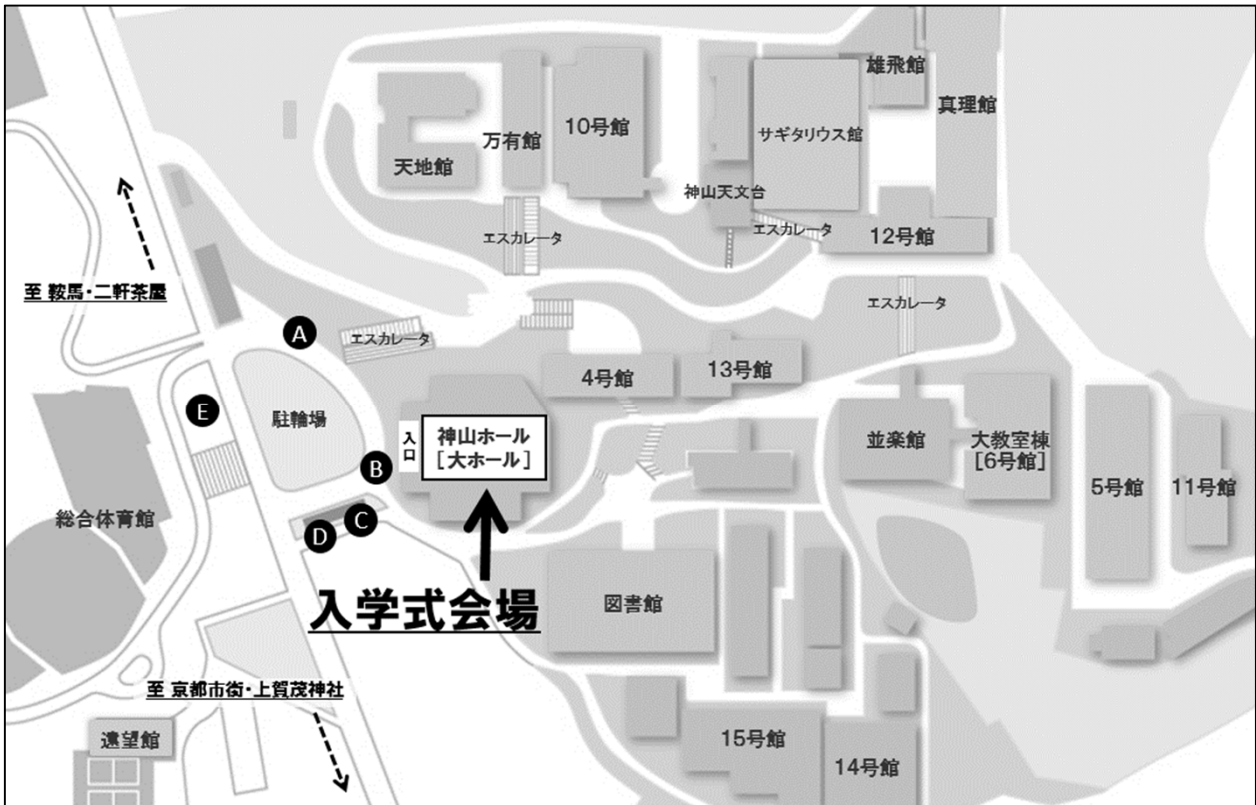 雄飛館
真理館
10号館
サギタリウス館
万有館
天地館
神山天文台
エスカレータ
エスカレータ
12号館
至 鞍馬・二軒茶屋
エスカレータ
A
エスカレータ
4号館
13号館
E
駐輪場
入口
神山ホール
[大ホール]
並楽館
大教室棟
[6号館]
5号館
11号館
B
C
D
総合体育館
入学式会場
図書館
至 京都市街・上賀茂神社
遠望館
15号館
14号館